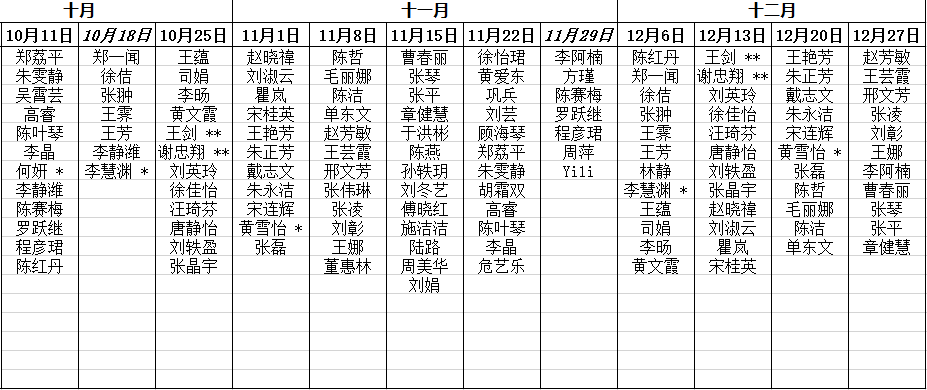 十月 十一月 十二月
10月11日 10月18日 10月25日 11月1日 11月8日 11月15日 11月22日 11月29日 12月6日 12月13日 12月20日 12月27日
郑荔平 郑一闻 王蕴 赵晓禕 陈哲 曹春丽 徐怡珺 李阿楠 陈红丹 王剑 ** 王艳芳 赵芳敏
朱雯静 徐佶 司娟 刘淑云 毛丽娜 张琴 黄爱东 方瑾 郑一闻 谢忠翔 ** 朱正芳 王芸霞
吴霄芸 张翀 李旸 瞿岚 陈洁 张平 巩兵 陈赛梅 徐佶 刘英玲 戴志文 邢文芳
高睿 王霁 黄文霞 宋桂英 单东文 章健慧 刘芸 罗跃继 张翀 徐佳怡 朱永洁 张凌
陈叶琴 王芳 王剑 ** 王艳芳 赵芳敏 于洪彬 顾海琴 程彦珺 王霁 汪琦芬 宋连辉 刘彰
李晶 李静潍 谢忠翔 ** 朱正芳 王芸霞 陈燕 郑荔平 周萍 王芳 唐静怡 黄雪怡 * 王娜
何妍 * 李慧渊 * 刘英玲 戴志文 邢文芳 孙轶玥 朱雯静 Yili 林静 刘轶盈 张磊 李阿楠
李静潍 徐佳怡 朱永洁 张伟琳 刘冬艺 胡霜双 李慧渊 * 张晶宇 陈哲 曹春丽
陈赛梅 汪琦芬 宋连辉 张凌 傅晓红 高睿 王蕴 赵晓禕 毛丽娜 张琴
罗跃继 唐静怡 黄雪怡 * 刘彰 施洁洁 陈叶琴 司娟 刘淑云 陈洁 张平
程彦珺 刘轶盈 张磊 王娜 陆路 李晶 李旸 瞿岚 单东文 章健慧
陈红丹 张晶宇 董惠林 周美华 危艺乐 黄文霞 宋桂英
刘娟